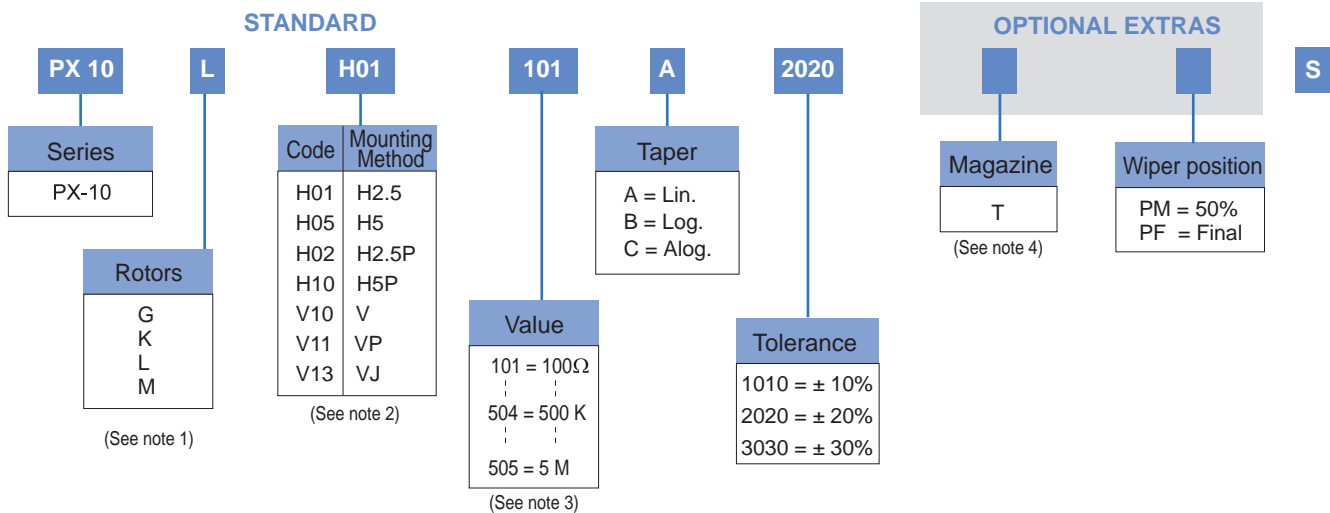 STANDARD
OPTIONAL EXTRAS
PX 10 L H01 101 A 2020 S
Series
PX-10
Rotors
G
K
L
M
(See note 1)
Code Mounting
Method
H01 H2.5
H05 H5
H02 H2.5P
H10 H5P
V10 V
V11 VP
V13 VJ
(See note 2)
Value
101 = 100Ω
504 = 500 K
505 = 5 M
(See note 3)
Taper
A = Lin.
B = Log.
C = Alog.
Tolerance
1010 = ± 10%
2020 = ± 20%
3030 = ± 30%
Magazine
T
(See note 4)
Wiper position
PM = 50%
PF = Final